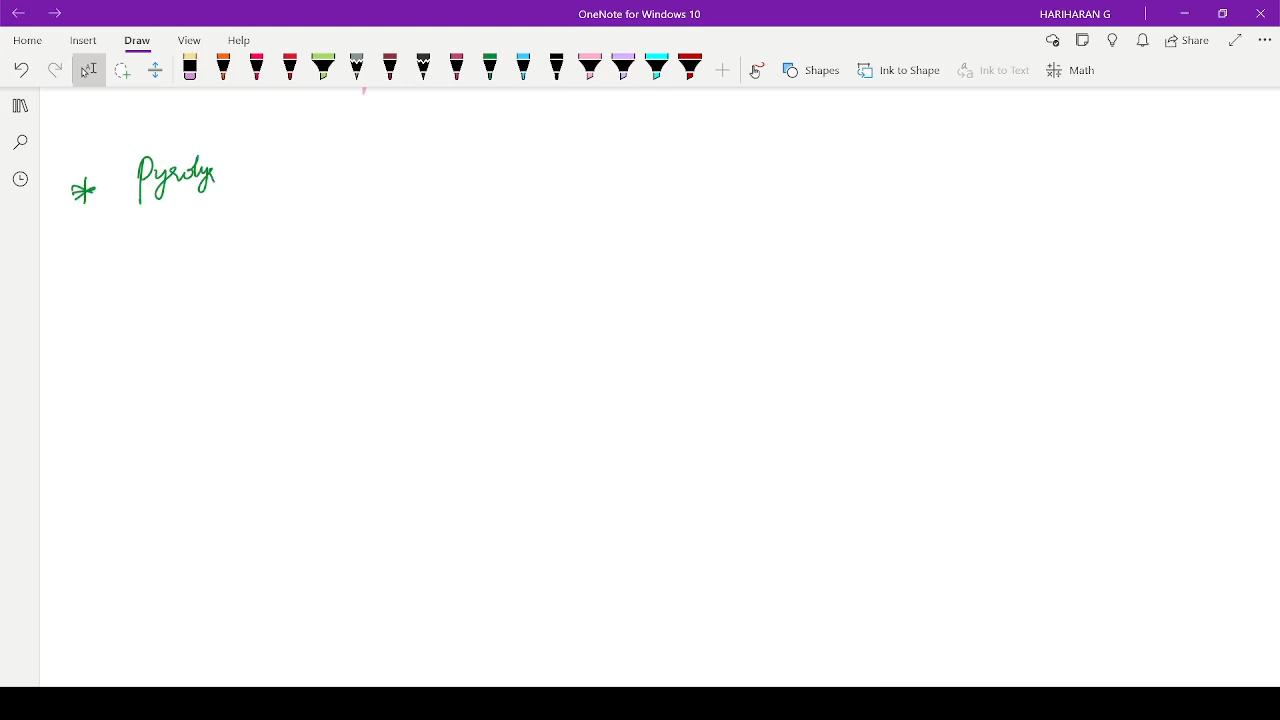 OneNote for Windows 10
HARIHARAN G
Home Insert Draw View Help
Share
Shapes Ink to Shape Ink to Text Math
* Pyrolys